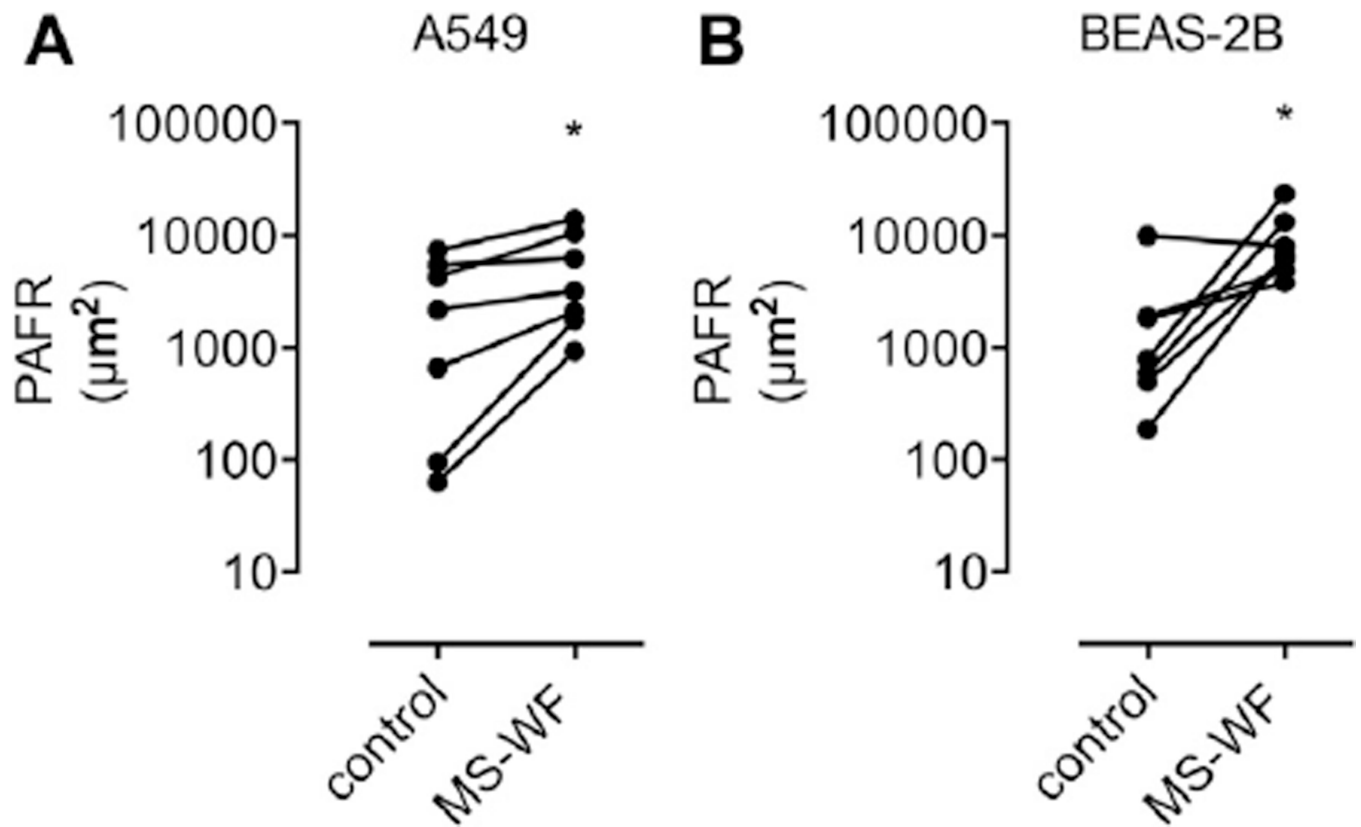 A
A549
100000
10000
1000
100
10
PAFR
(µm²)
*
control
MS-WF
B
BEAS-2B
100000
10000
1000
100
10
PAFR
(µm²)
*
control
MS-WF